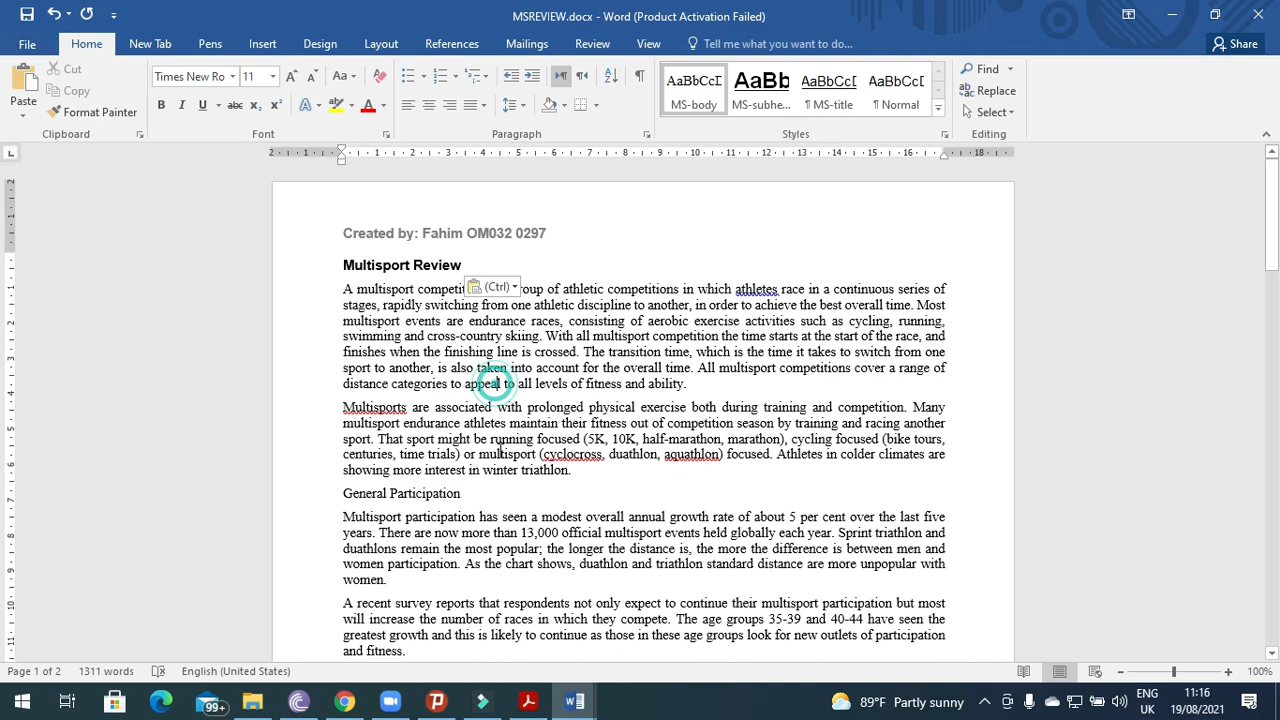 MSREVIEW.docx - Word (Product Activation Failed)
File Home New Tab Pens Insert Design Layout References Mailings Review View Tell me what you want to do... Share
Paste
Cut
Copy
Format Painter
Clipboard
Times New Ro 11
Font
Paragraph
AaBbCcD MS-body
AaBb MS-subhe...
AaBbCcD ¶ MS-title
AaBbCcD ¶ Normal
Styles
Find
Replace
Select
Editing
Created by: Fahim OM032 0297
Multisport Review
(Ctrl)
A multisport group of athletic competitions in which athletes race in a continuous series of
stages, rapidly switching from one athletic discipline to another, in order to achieve the best overall time. Most
multisport events are endurance races, consisting of aerobic exercise activities such as cycling, running,
swimming and cross-country skiing. With all multisport competition the time starts at the start of the race, and
finishes when the finishing line is crossed. The transition time, which is the time it takes to switch from one
sport to another, is also taken into account for the overall time. All multisport competitions cover a range of
distance categories to appeal to all levels of fitness and ability.
Multisports are associated with prolonged physical exercise both during training and competition. Many
multisport endurance athletes maintain their fitness out of competition season by training and racing another
sport. That sport might be running focused (5K, 10K, half-marathon, marathon), cycling focused (bike tours,
centuries, time trials) or multisport (cyclocross, duathlon, aquathlon) focused. Athletes in colder climates are
showing more interest in winter triathlon.
General Participation
Multisport participation has seen a modest overall annual growth rate of about 5 per cent over the last five
years. There are now more than 13,000 official multisport events held globally each year. Sprint triathlon and
duathlons remain the most popular; the longer the distance is, the more the difference is between men and
women participation. As the chart shows, duathlon and triathlon standard distance are more unpopular with
women.
A recent survey reports that respondents not only expect to continue their multisport participation but most
will increase the number of races in which they compete. The age groups 35-39 and 40-44 have seen the
greatest growth and this is likely to continue as those in these age groups look for new outlets of participation
and fitness.
Page 1 of 2 1311 words English (United States) 100%
99+
89°F Partly sunny
ENG UK
11:16
19/08/2021